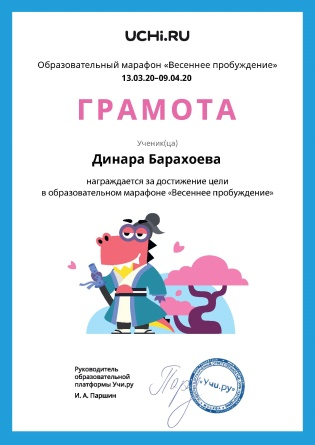 UCHi.RU
Образовательный марафон «Весеннее пробуждение»
13.03.20–09.04.20
ГРАМОТА
Ученик(ца)
Динара Барахоева
награждается за достижение цели
в образовательном марафоне «Весеннее пробуждение»
Руководитель
образовательной
платформы Учи.ру
И. А. Паршин
«Учи.ру»